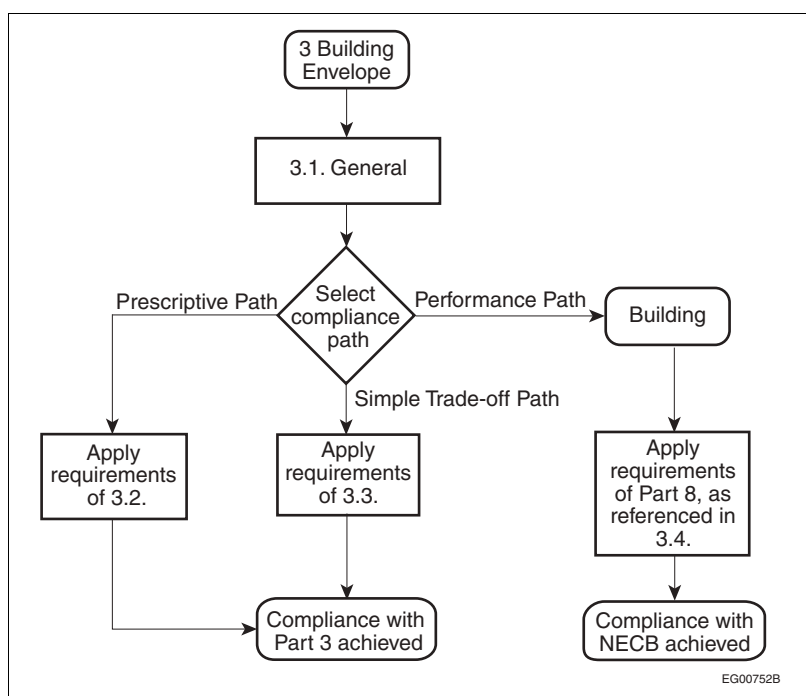 3 Building
Envelope
3.1. General
Select
compliance
path
Prescriptive Path
Performance Path
Building
Simple Trade-off Path
Apply
requirements
of 3.2.
Apply
requirements
of 3.3.
Apply
requirements
of Part 8, as
referenced in
3.4.
Compliance with
Part 3 achieved
Compliance with
NECB achieved
EG00752B